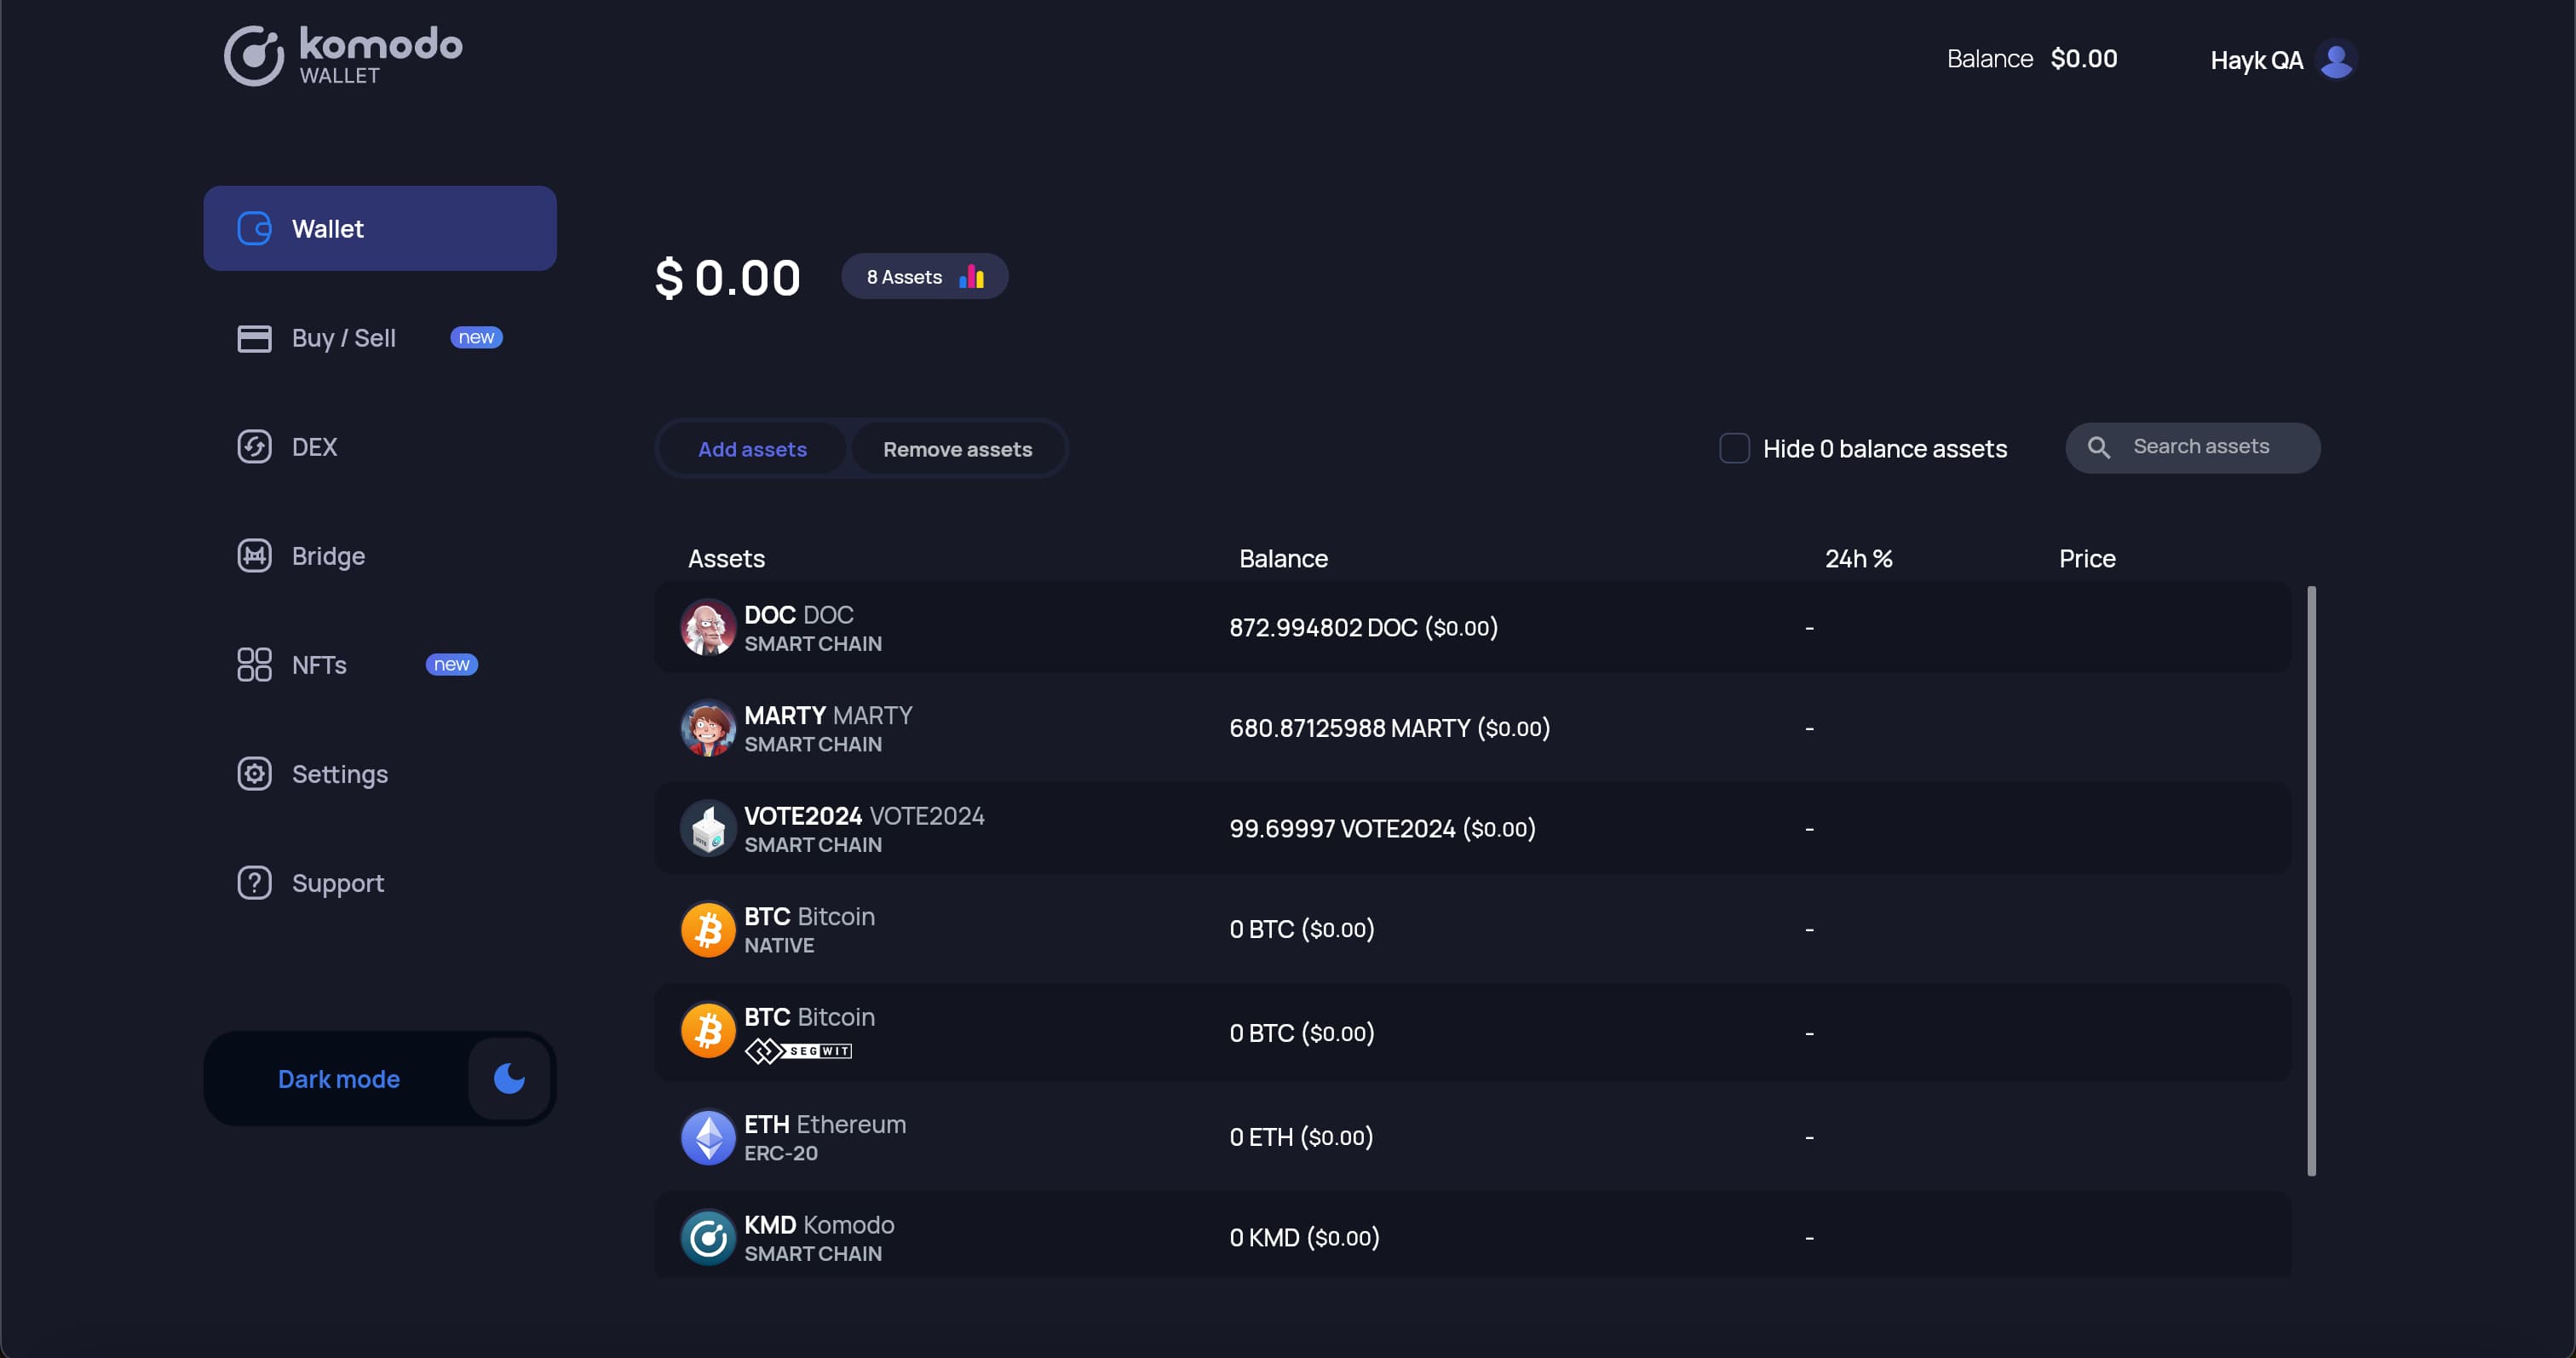 komodo
WALLET
Balance $0.00
Hayk QA
Wallet
Buy / Sell new
DEX
Bridge
NFTs new
Settings
Support
Dark mode
$ 0.00
8 Assets
Add assets
Remove assets
Hide 0 balance assets
Search assets
Assets Balance 24h % Price
DOC DOC
SMART CHAIN
872.994802 DOC ($0.00)
-
MARTY MARTY
SMART CHAIN
680.87125988 MARTY ($0.00)
-
VOTE2024 VOTE2024
SMART CHAIN
99.69997 VOTE2024 ($0.00)
-
BTC Bitcoin
NATIVE
0 BTC ($0.00)
-
BTC Bitcoin
SEGWIT
0 BTC ($0.00)
-
ETH Ethereum
ERC-20
0 ETH ($0.00)
-
KMD Komodo
SMART CHAIN
0 KMD ($0.00)
-